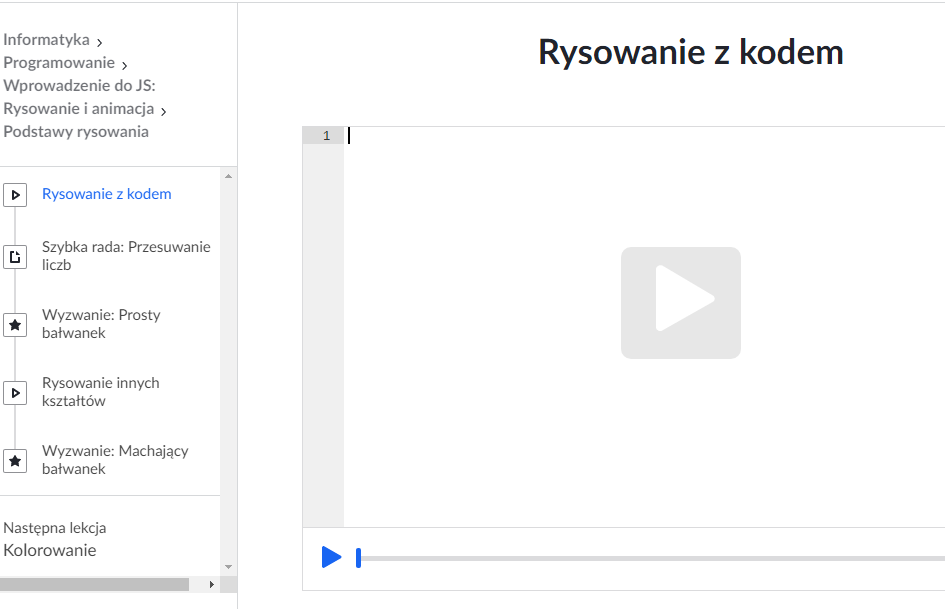 Informatyka
Programowanie
Wprowadzenie do JS:
Rysowanie i animacja
Podstawy rysowania
Rysowanie z kodem
Szybka rada: Przesuwanie
liczb
Wyzwanie: Prosty
bałwanek
Rysowanie innych
kształtów
Wyzwanie: Machający
bałwanek
Następna lekcja
Kolorowanie
Rysowanie z kodem
1